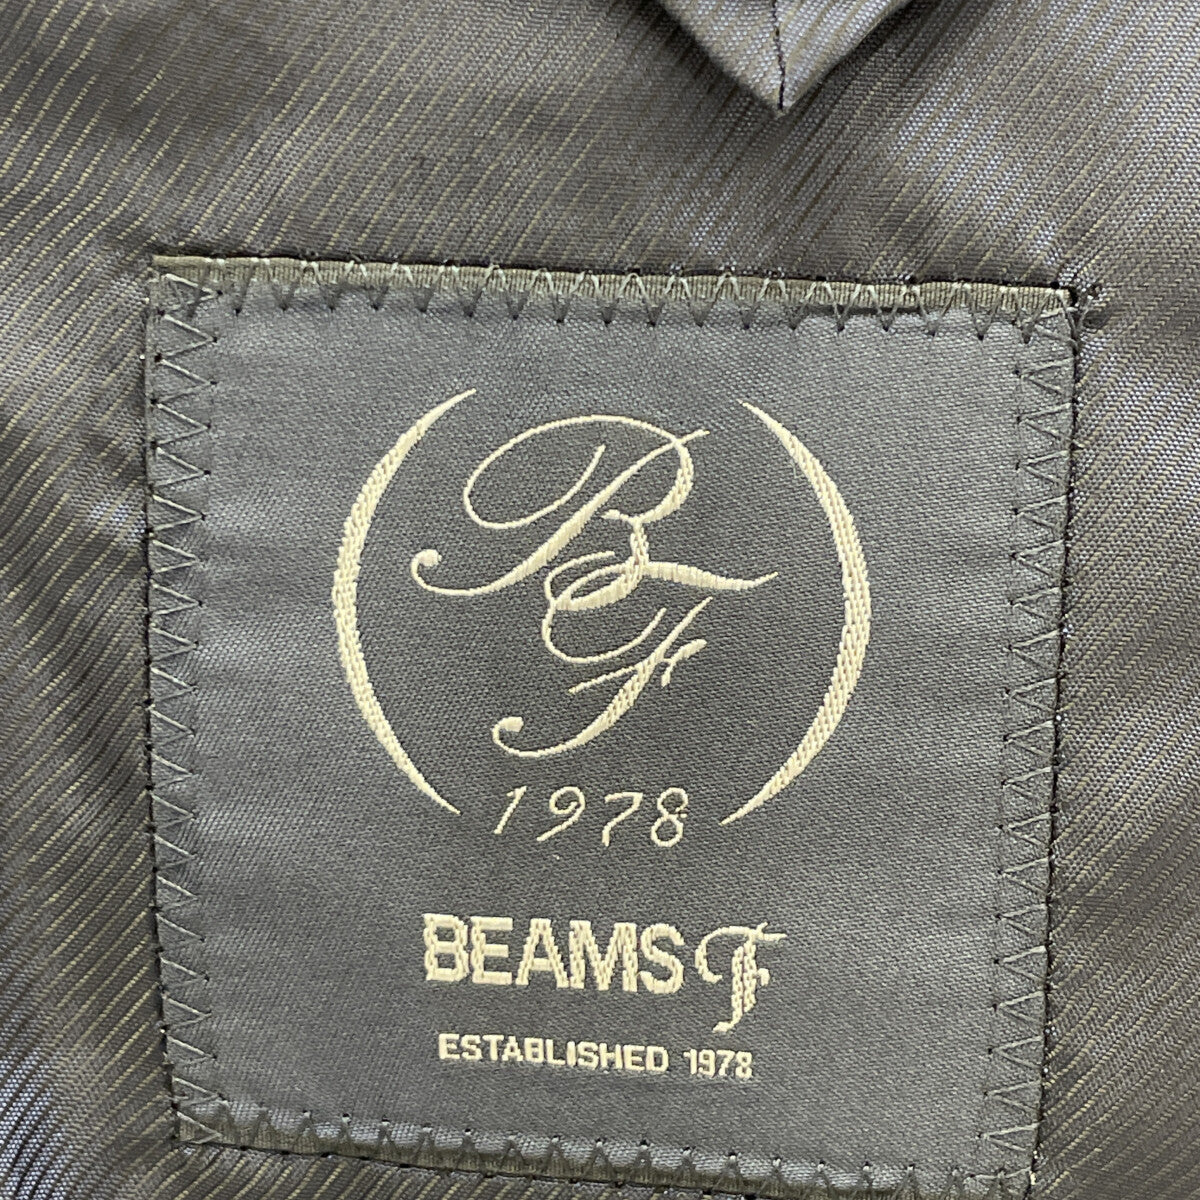 BF
1978
BEAMS F
ESTABLISHED 1978